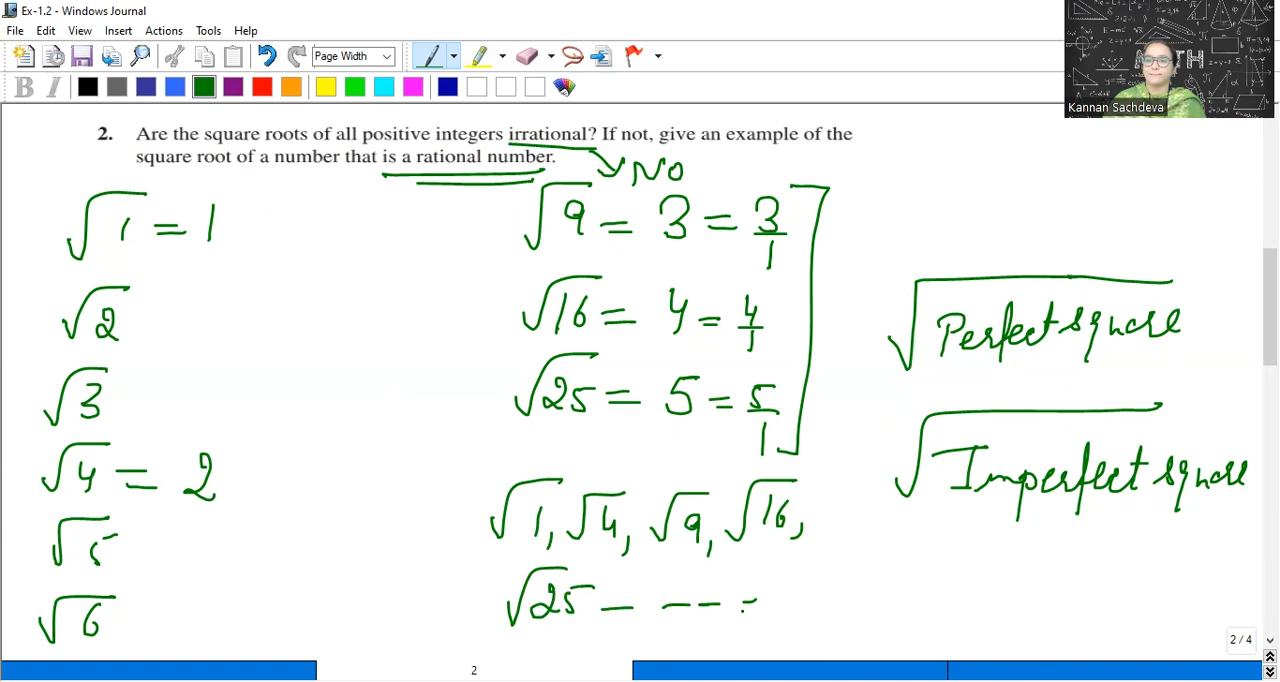 Ex-1.2 - Windows Journal
File Edit View Insert Actions Tools Help
Page Width
B I
Kannan Sachdeva
2. Are the square roots of all positive integers irrational? If not, give an example of the
square root of a number that is a rational number.
NO
√1 = 1
√2
√3
√4 = 2
√5
√6
√9 = 3 = 3/1
√16 = 4 = 4/1
√25 = 5 = 5/1
√1, √4, √9, √16,
√25 - - - -
√Perfect square
√Imperfect square
2 / 4
2